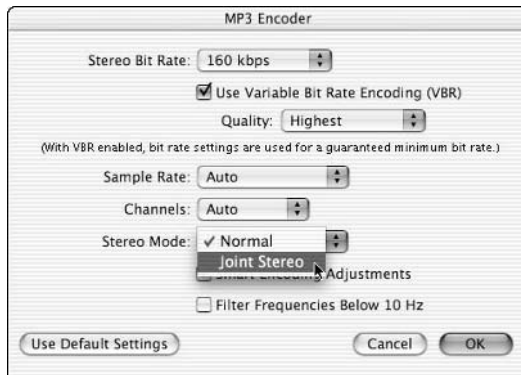 MP3 Encoder
Stereo Bit Rate: 160 kbps
Use Variable Bit Rate Encoding (VBR)
Quality: Highest
(With VBR enabled, bit rate settings are used for a guaranteed minimum bit rate.)
Sample Rate: Auto
Channels: Auto
Stereo Mode: ✓ Normal
Joint Stereo
Encoding Adjustments
Filter Frequencies Below 10 Hz
Use Default Settings Cancel OK